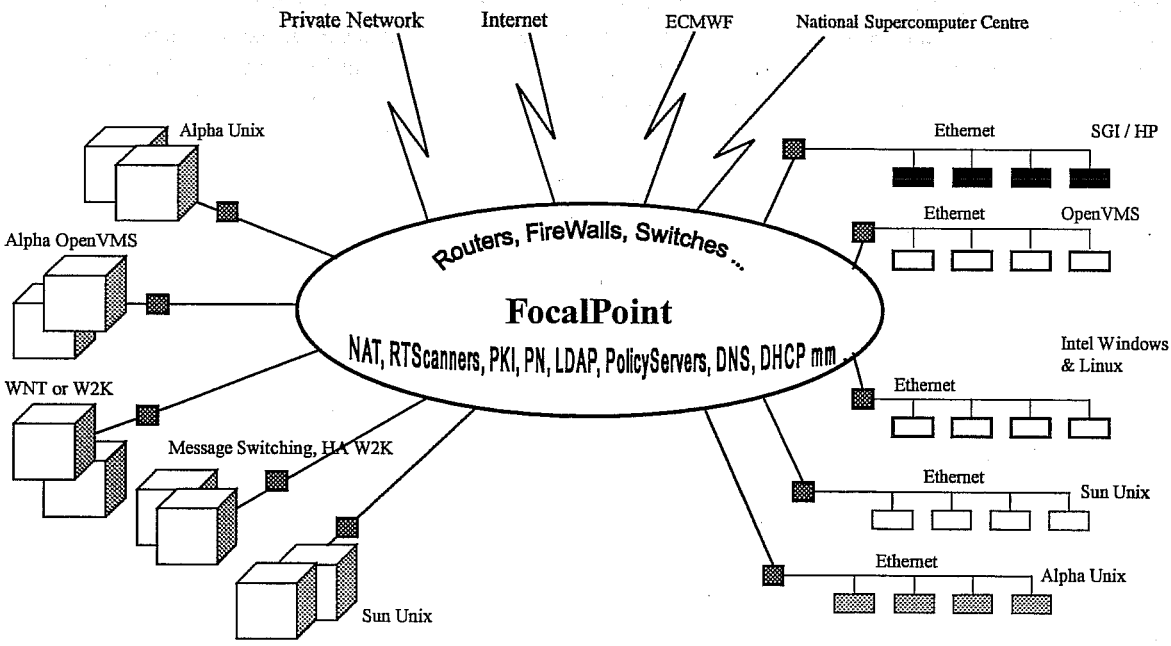 Private Network
Internet
ECMWF
National Supercomputer Centre
Alpha Unix
Ethernet
SGI / HP
Alpha OpenVMS
Ethernet
OpenVMS
Routers, FireWalls, Switches ...
FocalPoint
NAT, RTScanners, PKI, PN, LDAP, PolicyServers, DNS, DHCP mm .
Intel Windows
& Linux
WNT or W2K
Ethernet
Message Switching, HA W2K
Ethernet
Sun Unix
Ethernet
Alpha Unix
Sun Unix